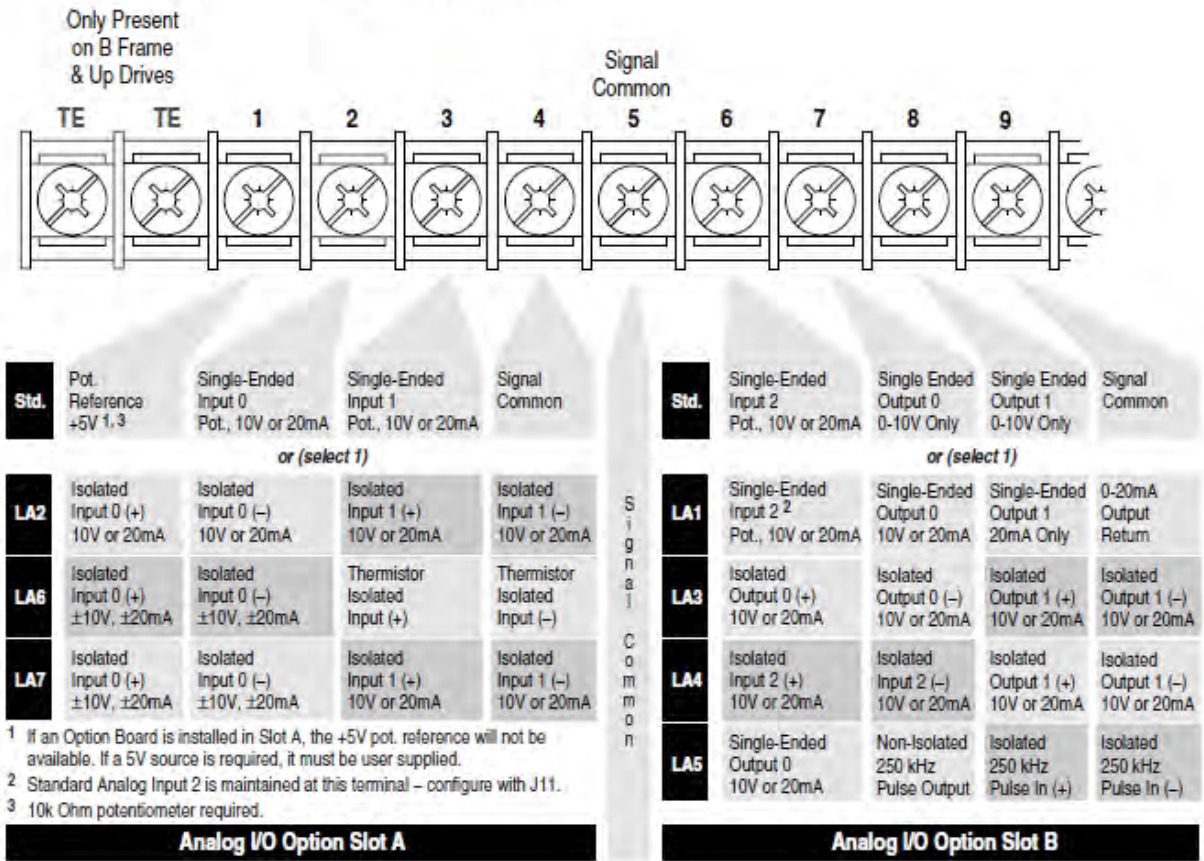 Only Present
on B Frame
& Up Drives
Signal
Common
TE TE 1 2 3 4 5 6 7 8 9
Std.
Pot.
Reference
+5V 1, 3
Single-Ended
Input 0
Pot., 10V or 20mA
Single-Ended
Input 1
Pot., 10V or 20mA
Signal
Common
or (select 1)
LA2
Isolated
Input 0 (+)
10V or 20mA
Isolated
Input 0 (–)
10V or 20mA
Isolated
Input 1 (+)
10V or 20mA
Isolated
Input 1 (–)
10V or 20mA
LA6
Isolated
Input 0 (+)
±10V, ±20mA
Isolated
Input 0 (–)
±10V, ±20mA
Thermistor
Isolated
Input (+)
Thermistor
Isolated
Input (–)
LA7
Isolated
Input 0 (+)
±10V, ±20mA
Isolated
Input 0 (–)
±10V, ±20mA
Isolated
Input 1 (+)
10V or 20mA
Isolated
Input 1 (–)
10V or 20mA
1 If an Option Board is installed in Slot A, the +5V pot. reference will not be
available. If a 5V source is required, it must be user supplied.
2 Standard Analog Input 2 is maintained at this terminal – configure with J11.
3 10k Ohm potentiometer required.
Analog I/O Option Slot A
Signal Common
Std.
Single-Ended
Input 2
Pot., 10V or 20mA
Single Ended
Output 0
0-10V Only
Single Ended
Output 1
0-10V Only
Signal
Common
or (select 1)
LA1
Single-Ended
Input 2 2
Pot., 10V or 20mA
Single-Ended
Output 0
10V or 20mA
Single-Ended
Output 1
20mA Only
0-20mA
Output
Return
LA3
Isolated
Output 0 (+)
10V or 20mA
Isolated
Output 0 (–)
10V or 20mA
Isolated
Output 1 (+)
10V or 20mA
Isolated
Output 1 (–)
10V or 20mA
LA4
Isolated
Input 2 (+)
10V or 20mA
Isolated
Input 2 (–)
10V or 20mA
Isolated
Output 1 (+)
10V or 20mA
Isolated
Output 1 (–)
10V or 20mA
LA5
Single-Ended
Output 0
10V or 20mA
Non-Isolated
250 kHz
Pulse Output
Isolated
250 kHz
Pulse In (+)
Isolated
250 kHz
Pulse In (–)
Analog I/O Option Slot B